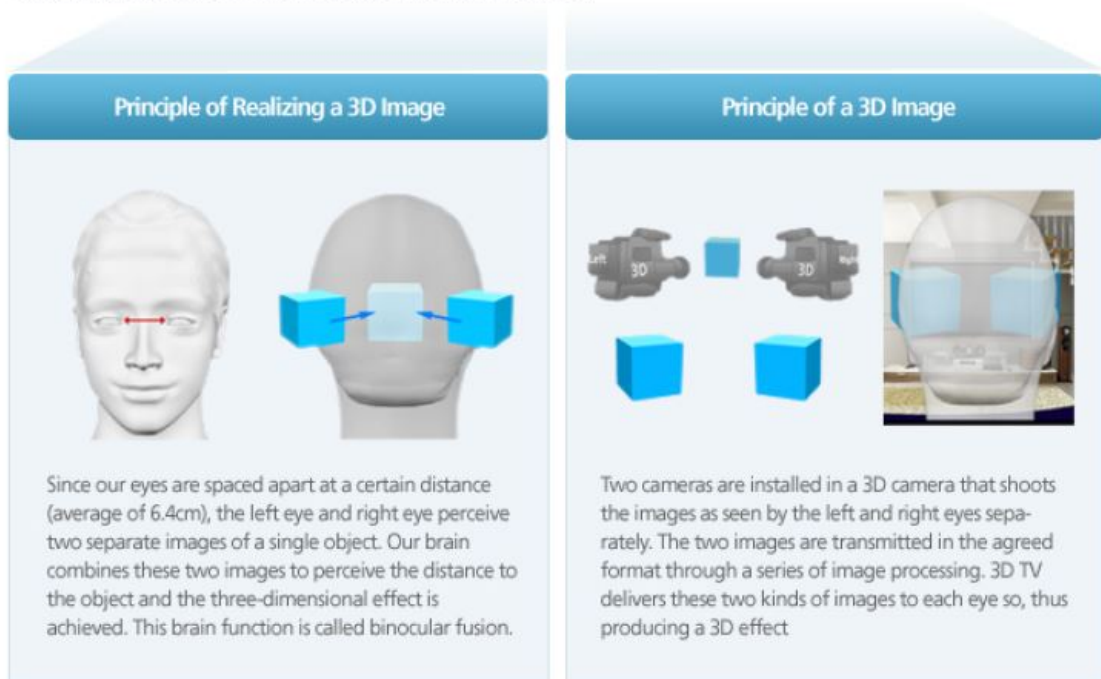 Principle of Realizing a 3D Image
Since our eyes are spaced apart at a certain distance
(average of 6.4cm), the left eye and right eye perceive
two separate images of a single object. Our brain
combines these two images to perceive the distance to
the object and the three-dimensional effect is
achieved. This brain function is called binocular fusion.
Principle of a 3D Image
Left 3D
3D Right
Two cameras are installed in a 3D camera that shoots
the images as seen by the left and right eyes sepa-
rately. The two images are transmitted in the agreed
format through a series of image processing. 3D TV
delivers these two kinds of images to each eye so, thus
producing a 3D effect